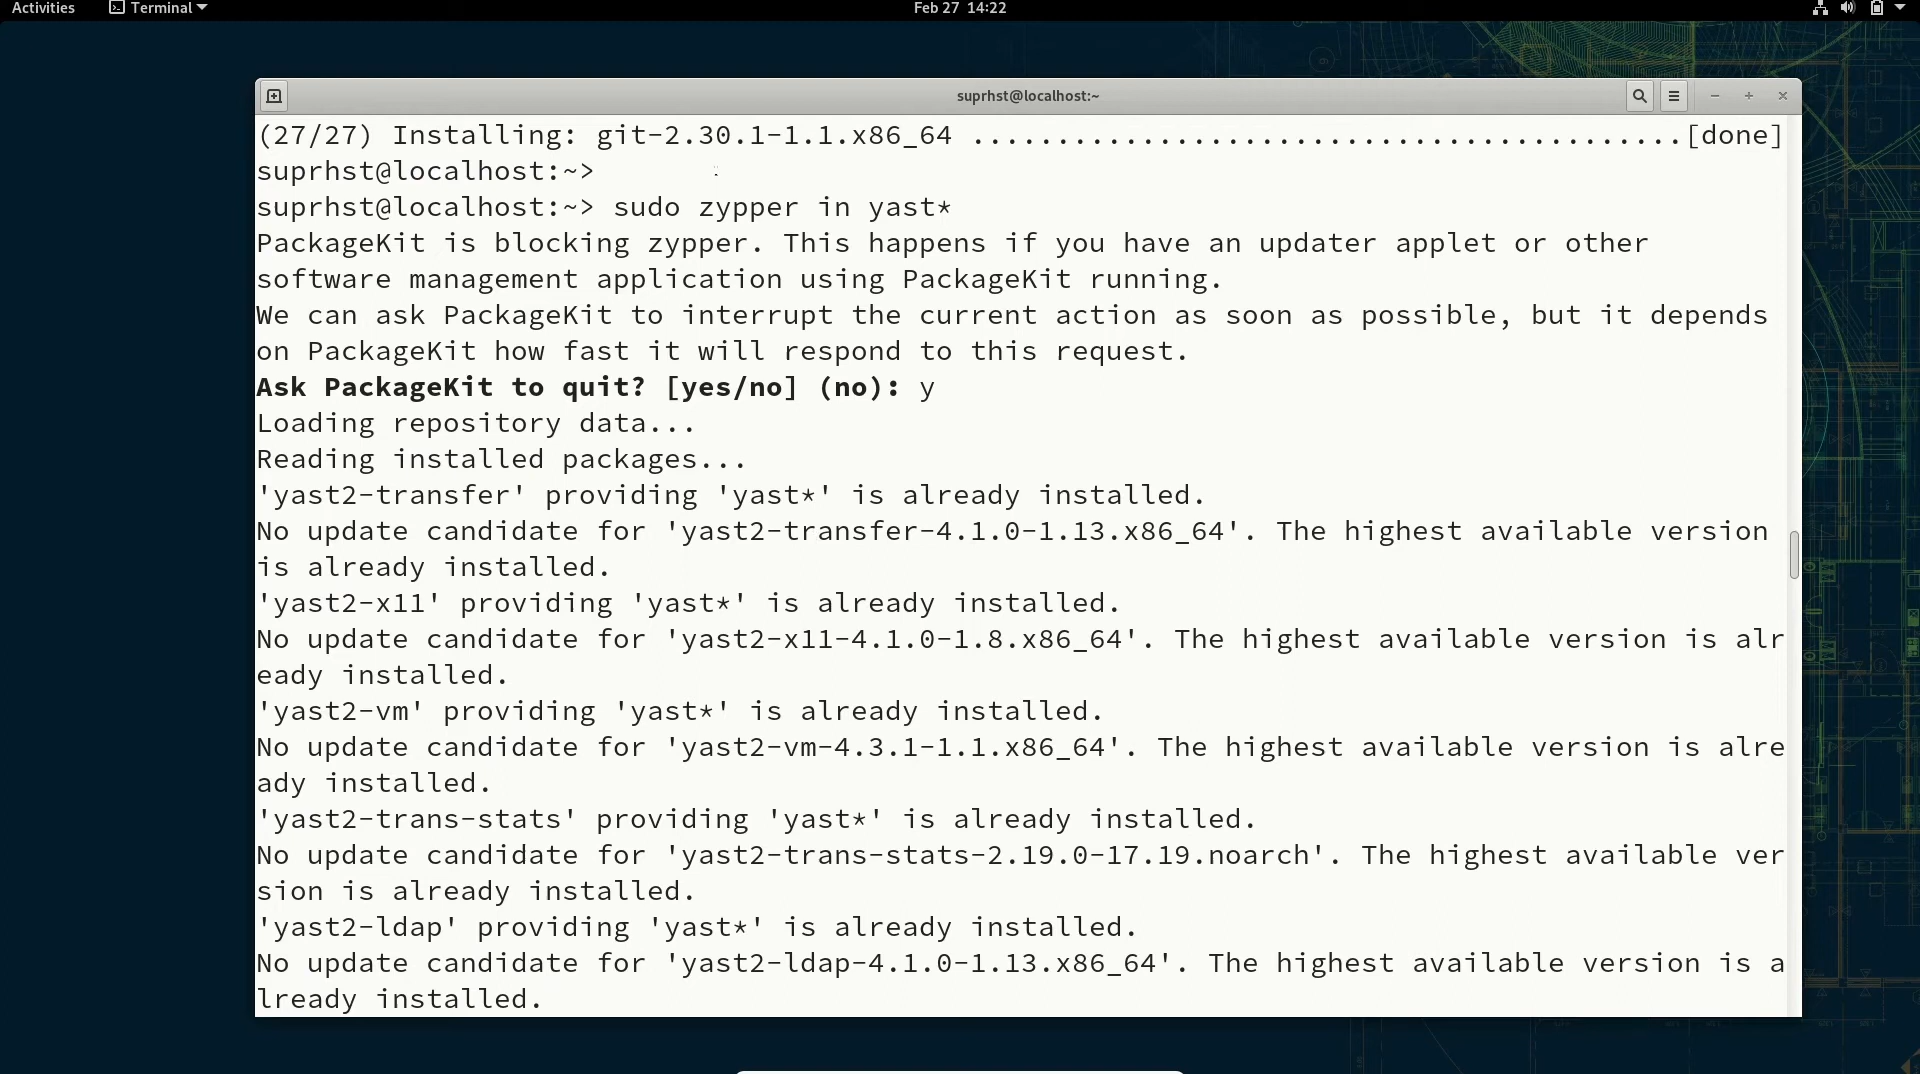 Activities Terminal Feb 27 14:22
suprhst@localhost:~
(27/27) Installing: git-2.30.1-1.1.x86_64 ..........................................[done]
suprhst@localhost:~>
suprhst@localhost:~> sudo zypper in yast*
PackageKit is blocking zypper. This happens if you have an updater applet or other
software management application using PackageKit running.
We can ask PackageKit to interrupt the current action as soon as possible, but it depends
on PackageKit how fast it will respond to this request.
Ask PackageKit to quit? [yes/no] (no): y
Loading repository data...
Reading installed packages...
'yast2-transfer' providing 'yast*' is already installed.
No update candidate for 'yast2-transfer-4.1.0-1.13.x86_64'. The highest available version
is already installed.
'yast2-x11' providing 'yast*' is already installed.
No update candidate for 'yast2-x11-4.1.0-1.8.x86_64'. The highest available version is alr
eady installed.
'yast2-vm' providing 'yast*' is already installed.
No update candidate for 'yast2-vm-4.3.1-1.1.x86_64'. The highest available version is alre
ady installed.
'yast2-trans-stats' providing 'yast*' is already installed.
No update candidate for 'yast2-trans-stats-2.19.0-17.19.noarch'. The highest available ver
sion is already installed.
'yast2-ldap' providing 'yast*' is already installed.
No update candidate for 'yast2-ldap-4.1.0-1.13.x86_64'. The highest available version is a
lready installed.